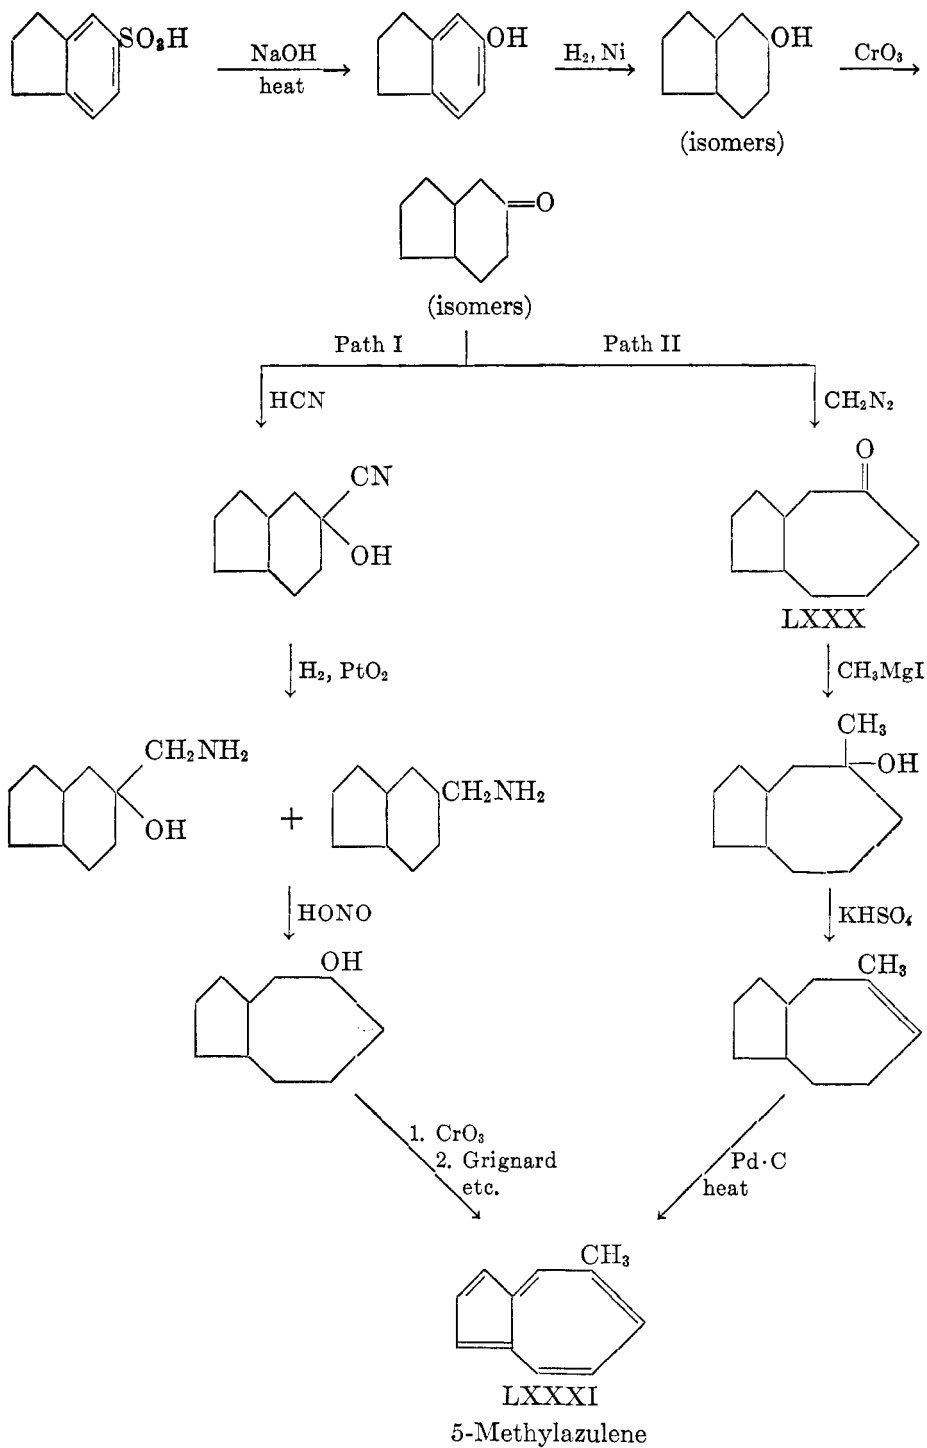 SO₃H
NaOH
heat
OH
H₂, Ni
OH
(isomers)
CrO₃
O
(isomers)
Path I
Path II
HCN
CH₂N₂
CN
OH
O
LXXX
H₂, PtO₂
CH₃MgI
CH₂NH₂
OH
+
CH₂NH₂
CH₃
OH
HONO
KHSO₄
OH
CH₃
1. CrO₃
2. Grignard
etc.
Pd·C
heat
CH₃
LXXXI
5-Methylazulene